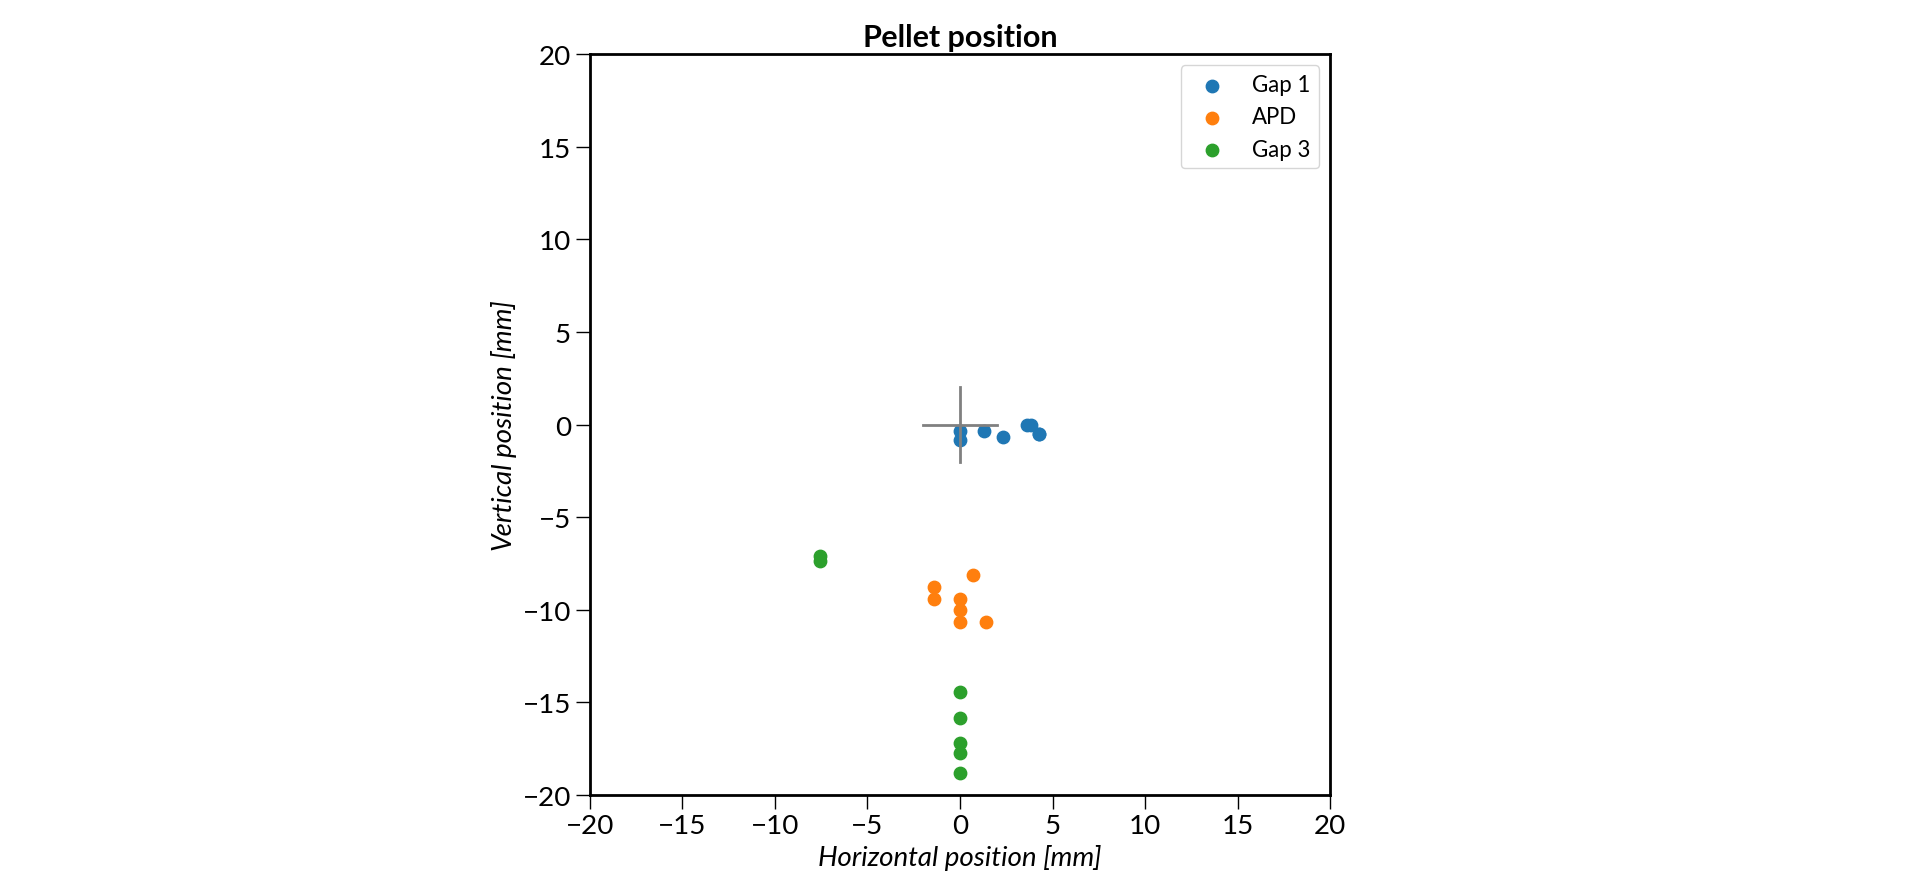 Pellet position
Gap 1
APD
Gap 3
Vertical position [mm]
20
15
10
5
0
−5
−10
−15
−20
−20 −15 −10 −5 0 5 10 15 20
Horizontal position [mm]